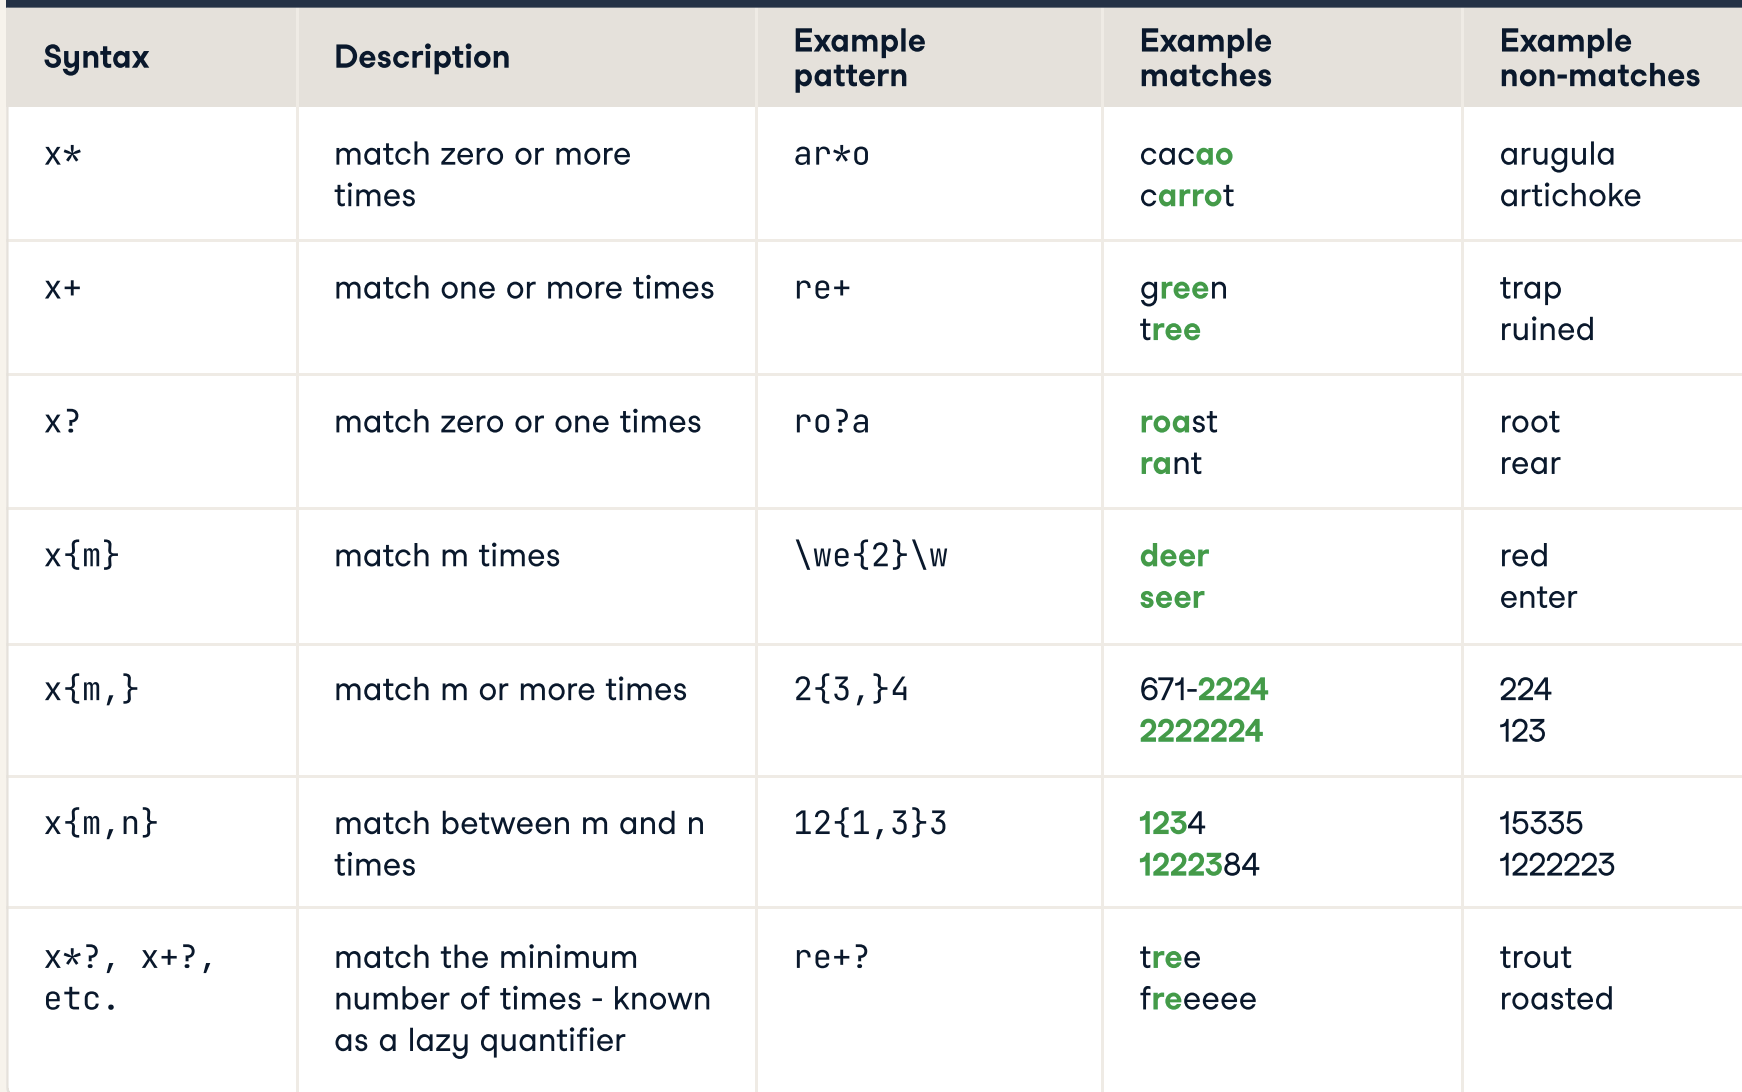 Syntax
Description
Example
pattern
Example
matches
Example
non-matches
x*
match zero or more
times
ar*o
cacao
carrot
arugula
artichoke
x+
match one or more times
re+
green
tree
trap
ruined
x?
match zero or one times
ro?a
roast
rant
root
rear
x{m}
match m times
\we{2}\w
deer
seer
red
enter
x{m,}
match m or more times
2{3,}4
671-2224
2222224
224
123
x{m,n}
match between m and n
times
12{1,3}3
1234
1222384
15335
1222223
x*?, x+?,
etc.
match the minimum
number of times - known
as a lazy quantifier
re+?
tree
freeeee
trout
roasted